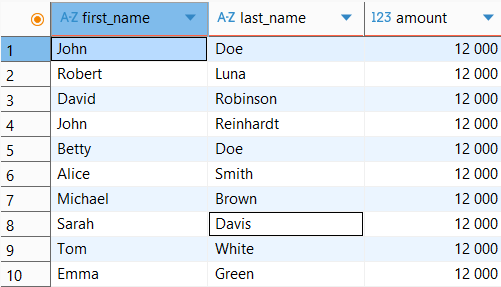 A-Z first_name A-Z last_name 123 amount
1 John Doe 12 000
2 Robert Luna 12 000
3 David Robinson 12 000
4 John Reinhardt 12 000
5 Betty Doe 12 000
6 Alice Smith 12 000
7 Michael Brown 12 000
8 Sarah Davis 12 000
9 Tom White 12 000
10 Emma Green 12 000